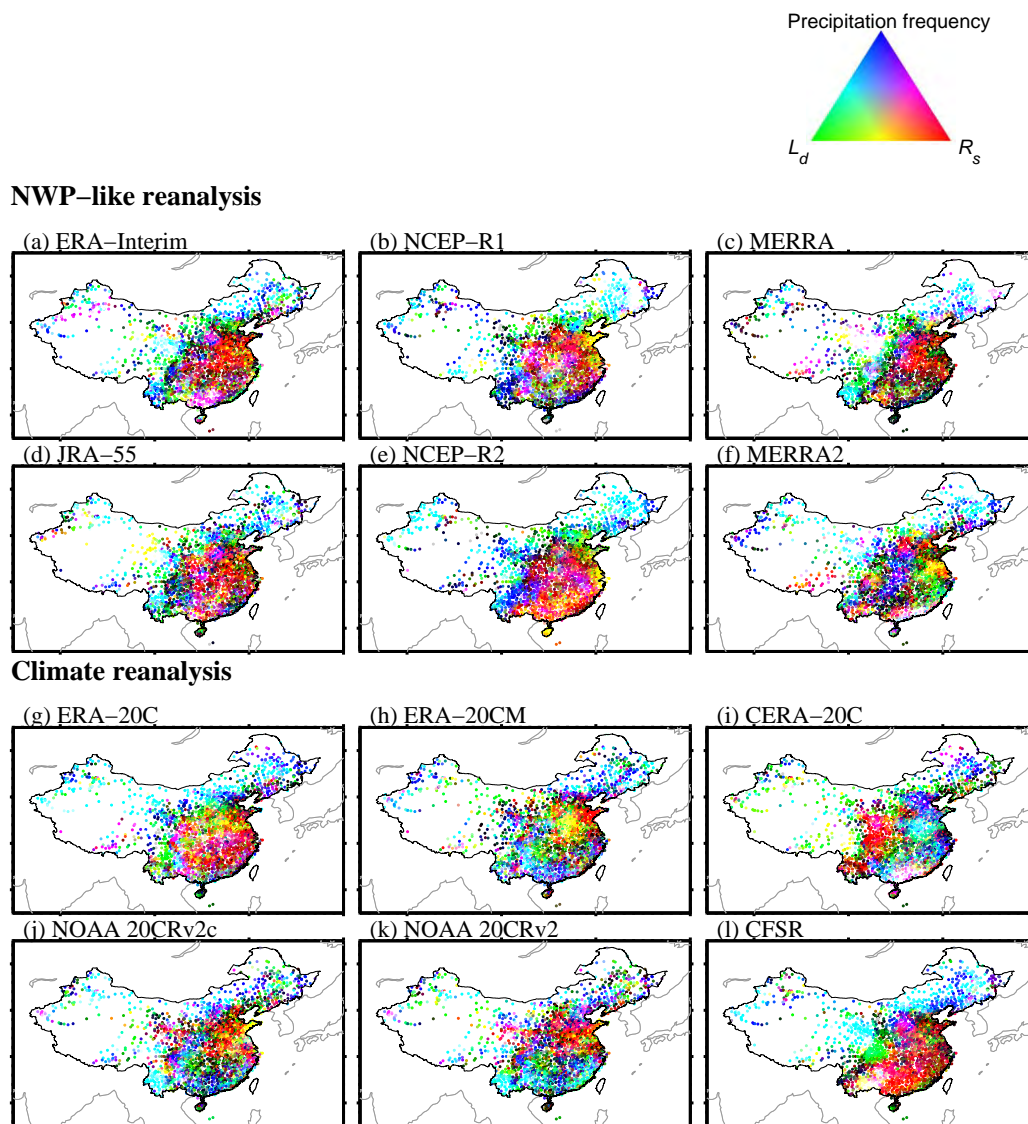 Precipitation frequency
L_d R_s
NWP−like reanalysis
(a) ERA−Interim (b) NCEP−R1 (c) MERRA
(d) JRA−55 (e) NCEP−R2 (f) MERRA2
Climate reanalysis
(g) ERA−20C (h) ERA−20CM (i) CERA−20C
(j) NOAA 20CRv2c (k) NOAA 20CRv2 (l) CFSR